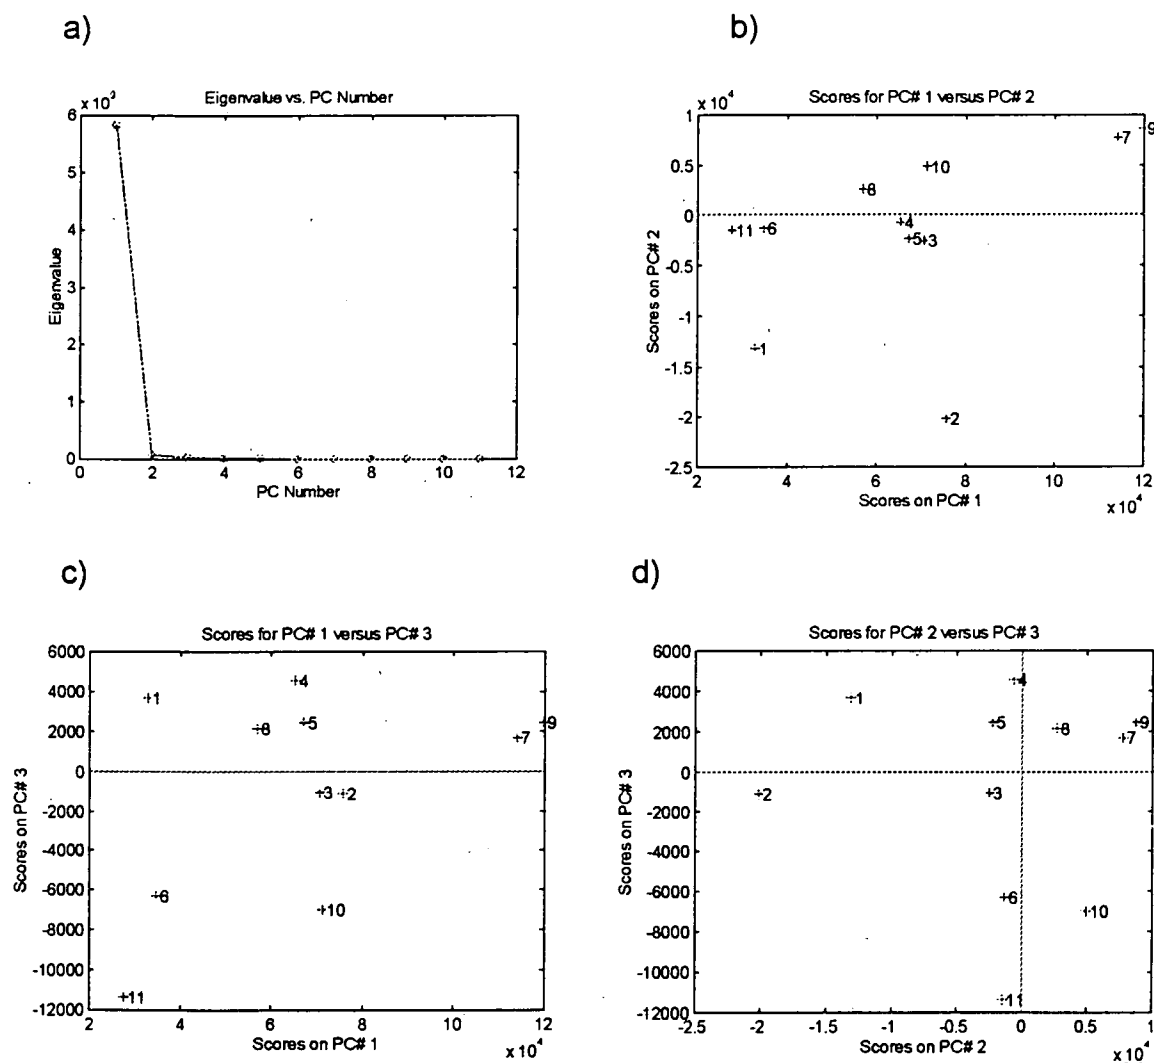 a)
b)
x 10³
Eigenvalue vs. PC Number
6
5
4
3
2
1
0
Eigenvalue
0 2 4 6 8 10 12
PC Number
x 10⁴
Scores for PC# 1 versus PC# 2
1
0.5
0
-0.5
-1
-1.5
-2
-2.5
Scores on PC# 2
+9
+7
+10
+8
+4
+5 +3
+11 +6
+1
+2
2 4 6 8 10 12
Scores on PC# 1
x 10⁴
c)
d)
Scores for PC# 1 versus PC# 3
6000
4000
2000
0
-2000
-4000
-6000
-8000
-10000
-12000
Scores on PC# 3
+4
+1
+5
+8
+9
+7
+3 +2
+6
+10
+11
2 4 6 8 10 12
Scores on PC# 1
x 10⁴
Scores for PC# 2 versus PC# 3
6000
4000
2000
0
-2000
-4000
-6000
-8000
-10000
-12000
Scores on PC# 3
+4
+1
+5
+8
+9
+7
+2
+3
+6
+10
+11
-2.5 -2 -1.5 -1 -0.5 0 0.5 1
Scores on PC# 2
x 10⁴